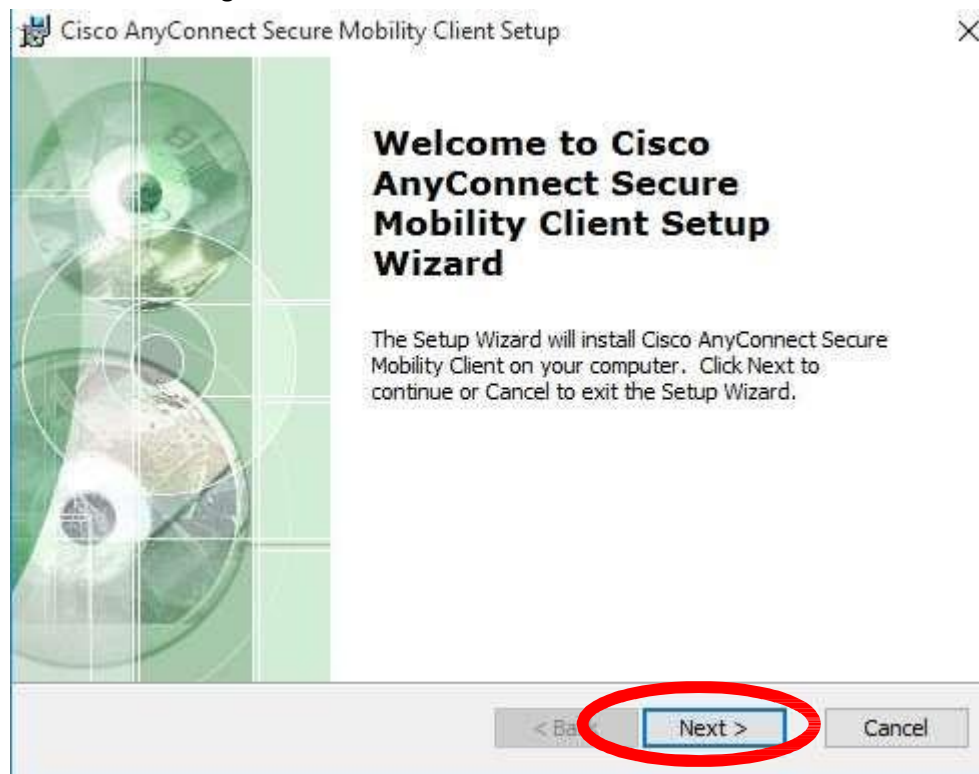 Cisco AnyConnect Secure Mobility Client Setup
Welcome to Cisco
AnyConnect Secure
Mobility Client Setup
Wizard
The Setup Wizard will install Cisco AnyConnect Secure
Mobility Client on your computer. Click Next to
continue or Cancel to exit the Setup Wizard.
Next > Cancel